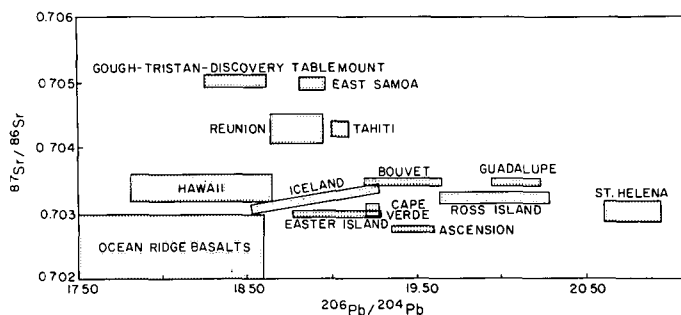 0.706
GOUGH-TRISTAN-DISCOVERY TABLEMOUNT
0.705
EAST SAMOA
REUNION
TAHITI
0.704
87Sr/86Sr
BOUVET
GUADALUPE
HAWAII
ICELAND
ST. HELENA
CAPE VERDE
ROSS ISLAND
0.703
EASTER ISLAND
ASCENSION
OCEAN RIDGE BASALTS
0.702
17.50
18.50
19.50
20.50
206Pb/204Pb